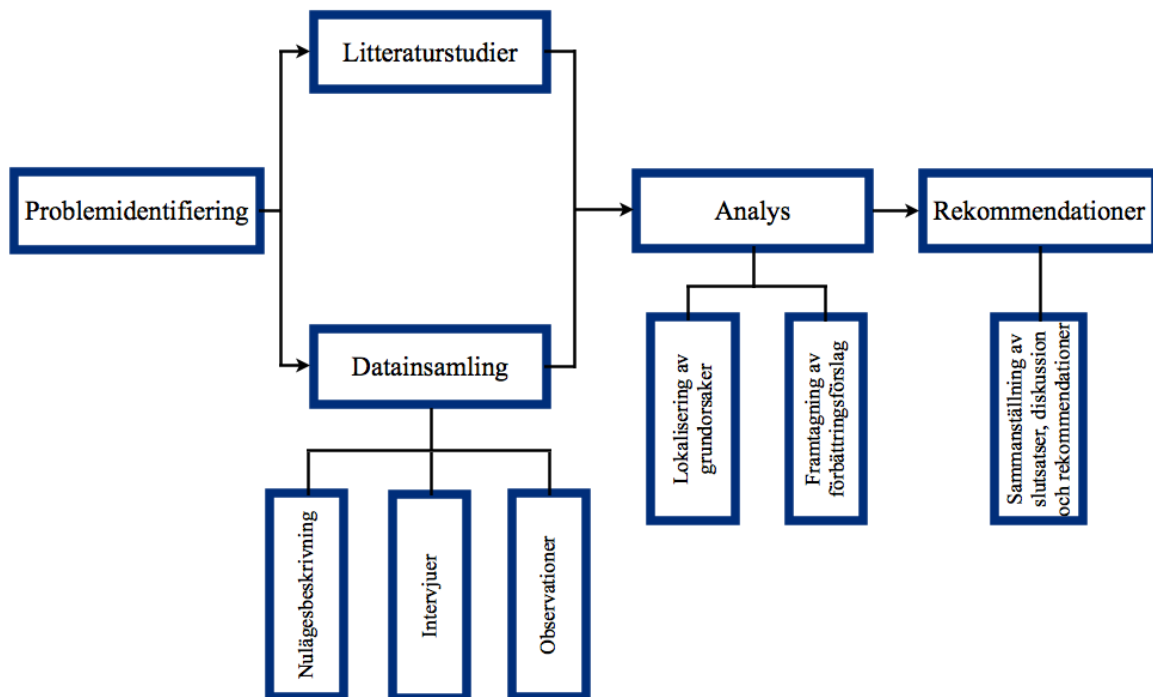 Litteraturstudier
Problemidentifiering
Analys
Rekommendationer
Datainsamling
Lokalisering av
grundorsaker
Framtagning av
förbättringsförslag
Sammanställning av
slutsatser, diskussion
och rekommendationer
Nulägesbeskrivning
Intervjuer
Observationer